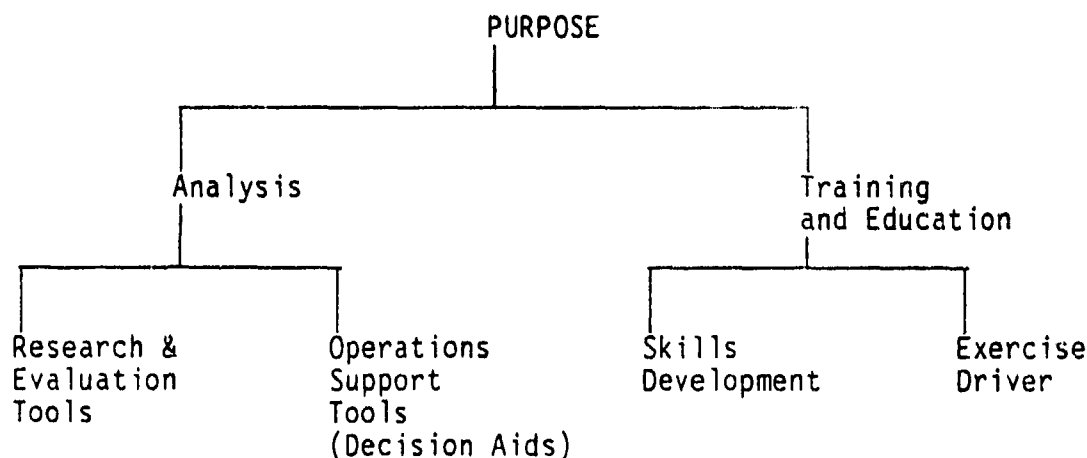 PURPOSE
Analysis
Training
and Education
Research &
Evaluation
Tools
Operations
Support
Tools
(Decision Aids)
Skills
Development
Exercise
Driver